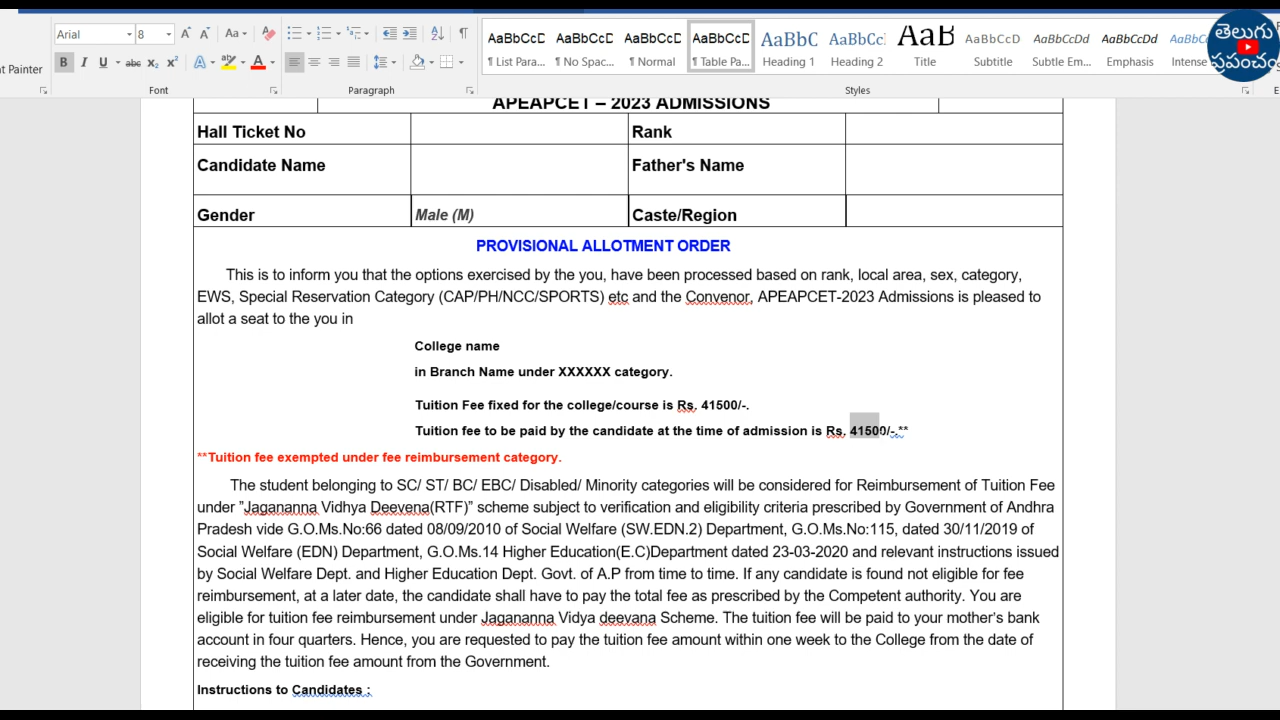 Arial 8 Aa
AaBbCcD AaBbCcD AaBbCcD AaBbCcD AaBbC AaBbCc AaB AaBbCcD AaBbCcDd AaBbCcDd AaBbCc
తెలుగు
ప్రపంచం
t Painter
B I U abc x₂ x² A ab A
¶ List Para... ¶ No Spac... ¶ Normal ¶ Table Pa... Heading 1 Heading 2 Title Subtitle Subtle Em... Emphasis Intense
Font Paragraph Styles
APEAPCET – 2023 ADMISSIONS
Hall Ticket No Rank
Candidate Name Father's Name
Gender Male (M) Caste/Region
PROVISIONAL ALLOTMENT ORDER
This is to inform you that the options exercised by the you, have been processed based on rank, local area, sex, category,
EWS, Special Reservation Category (CAP/PH/NCC/SPORTS) etc and the Convenor, APEAPCET-2023 Admissions is pleased to
allot a seat to the you in
College name
in Branch Name under XXXXXX category.
Tuition Fee fixed for the college/course is Rs. 41500/-.
Tuition fee to be paid by the candidate at the time of admission is Rs. 41500/-.**
**Tuition fee exempted under fee reimbursement category.
The student belonging to SC/ ST/ BC/ EBC/ Disabled/ Minority categories will be considered for Reimbursement of Tuition Fee
under ”Jagananna Vidhya Deevena(RTF)” scheme subject to verification and eligibility criteria prescribed by Government of Andhra
Pradesh vide G.O.Ms.No:66 dated 08/09/2010 of Social Welfare (SW.EDN.2) Department, G.O.Ms.No:115, dated 30/11/2019 of
Social Welfare (EDN) Department, G.O.Ms.14 Higher Education(E.C)Department dated 23-03-2020 and relevant instructions issued
by Social Welfare Dept. and Higher Education Dept. Govt. of A.P from time to time. If any candidate is found not eligible for fee
reimbursement, at a later date, the candidate shall have to pay the total fee as prescribed by the Competent authority. You are
eligible for tuition fee reimbursement under Jagananna Vidya deevana Scheme. The tuition fee will be paid to your mother's bank
account in four quarters. Hence, you are requested to pay the tuition fee amount within one week to the College from the date of
receiving the tuition fee amount from the Government.
Instructions to Candidates :